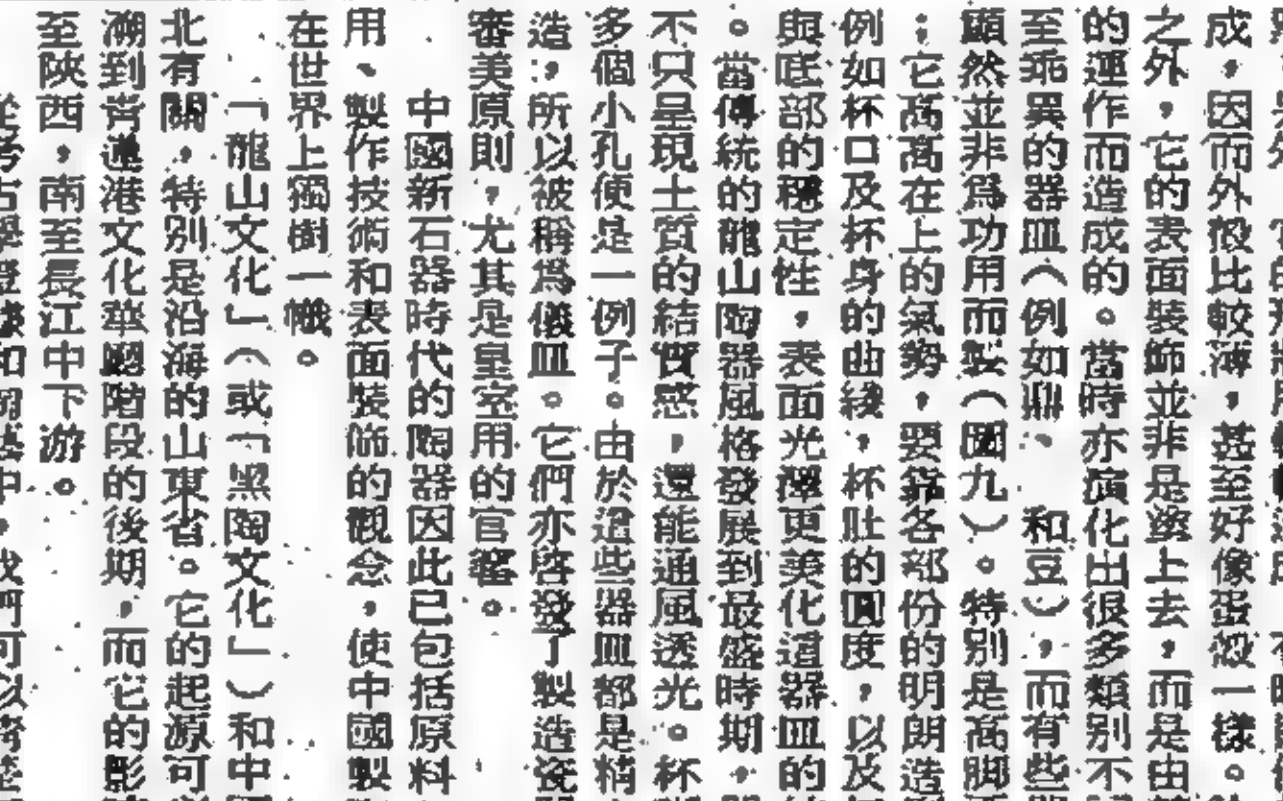 成，因而外殼比較薄，甚至好像蛋殼一樣。
之外，它的表面裝飾並非是塗上去，而是由
的運作而造成的。當時亦演化出很多類別不
至乖異的器皿（例如鼎、和豆），而有些
顯然並非爲功用而製（圖九）。特別是高脚
；它高高在上的氣勢，要靠各部份的明朗造
例如杯口及杯身的曲綫，杯肚的圓度，以及
與底部的穩定性，表面光澤更美化這器皿的
。當傳統的龍山陶器風格發展到最盛時期，
不只呈現土質的結實感，還能通風透光。杯
多個小孔便是一例子。由於這些器皿都是精
造，所以被稱爲儀皿。它們亦啓發了製造瓷
審美原則，尤其是皇室用的官窰。
中國新石器時代的陶器因此已包括原料
用、製作技術和表面裝飾的觀念，使中國製
在世界上獨樹一幟。
「龍山文化」（或「黑陶文化」）和中
北有關，特別是沿海的山東省。它的起源可
溯到青蓮港文化華廳階段的後期，而它的影
至陝西，南至長江中下游。